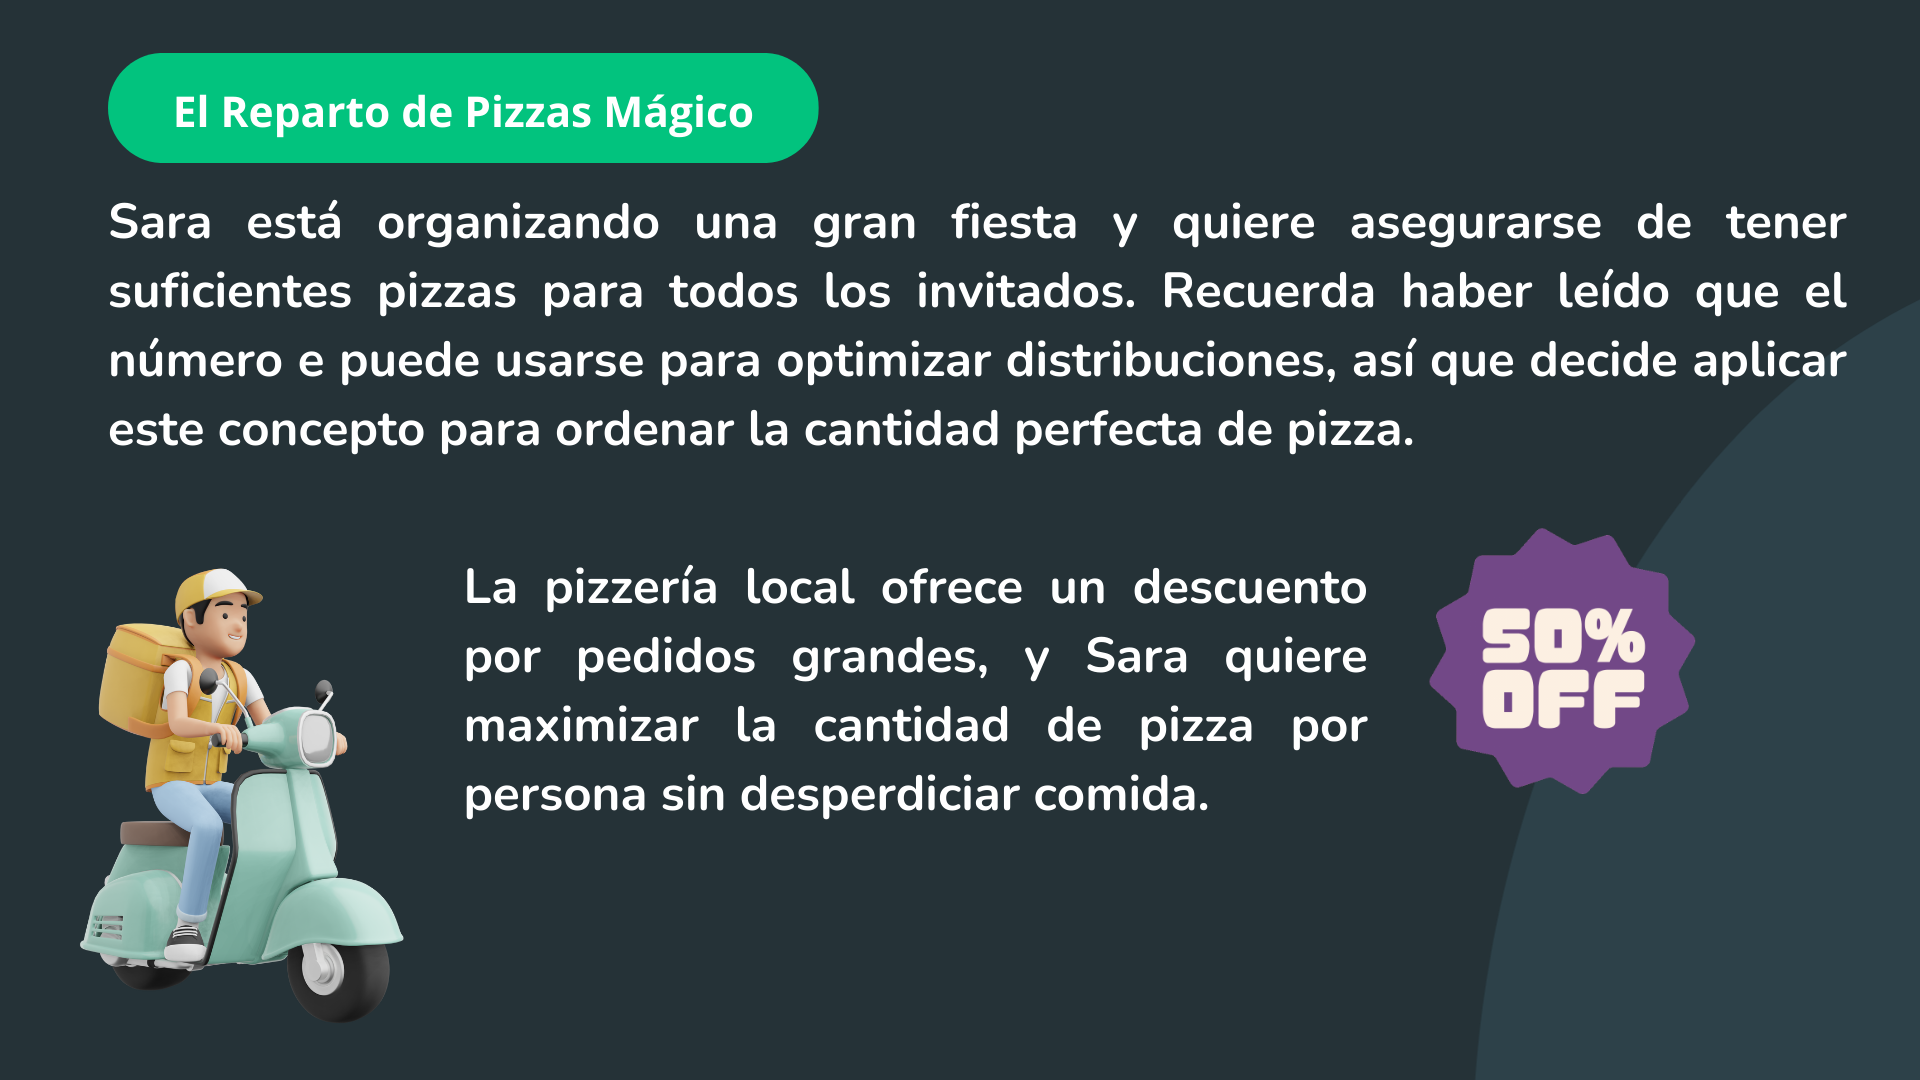 El Reparto de Pizzas Mágico
Sara está organizando una gran fiesta y quiere asegurarse de tener
suficientes pizzas para todos los invitados. Recuerda haber leído que el
número e puede usarse para optimizar distribuciones, así que decide aplicar
este concepto para ordenar la cantidad perfecta de pizza.
La pizzería local ofrece un descuento
por pedidos grandes, y Sara quiere
maximizar la cantidad de pizza por
persona sin desperdiciar comida.
50%
OFF